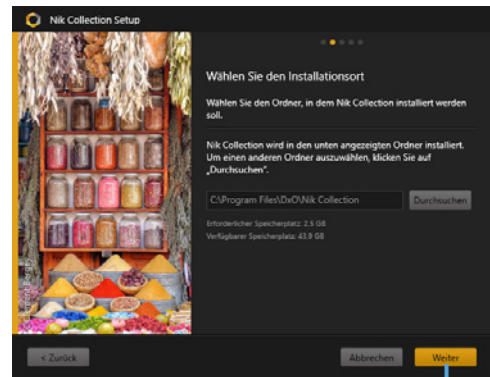 Nik Collection Setup
Wählen Sie den Installationsort
Wählen Sie den Ordner, in dem Nik Collection installiert werden
soll.
Nik Collection wird in den unten angezeigten Ordner installiert.
Um einen anderen Ordner auszuwählen, klicken Sie auf
„Durchsuchen“.
C:\Program Files\DxO\Nik Collection
Durchsuchen
Erforderlicher Speicherplatz: 2,5 GB
Verfügbarer Speicherplatz: 43,9 GB
< Zurück
Abbrechen
Weiter